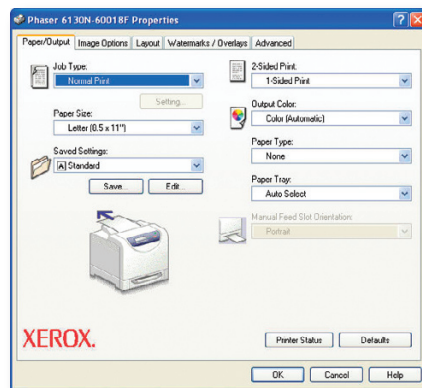 Phaser 6130N-60018F Properties
Paper/Output
Image Options
Layout
Watermarks / Overlays
Advanced
Job Type:
Normal Print
Setting...
Paper Size:
Letter (8.5 x 11")
Saved Settings:
A Standard
Save...
Edit...
2-Sided Print:
1-Sided Print
Output Color:
Color (Automatic)
Paper Type:
None
Paper Tray:
Auto Select
Manual Feed Slot Orientation:
Portrait
XEROX.
Printer Status
Defaults
OK
Cancel
Help